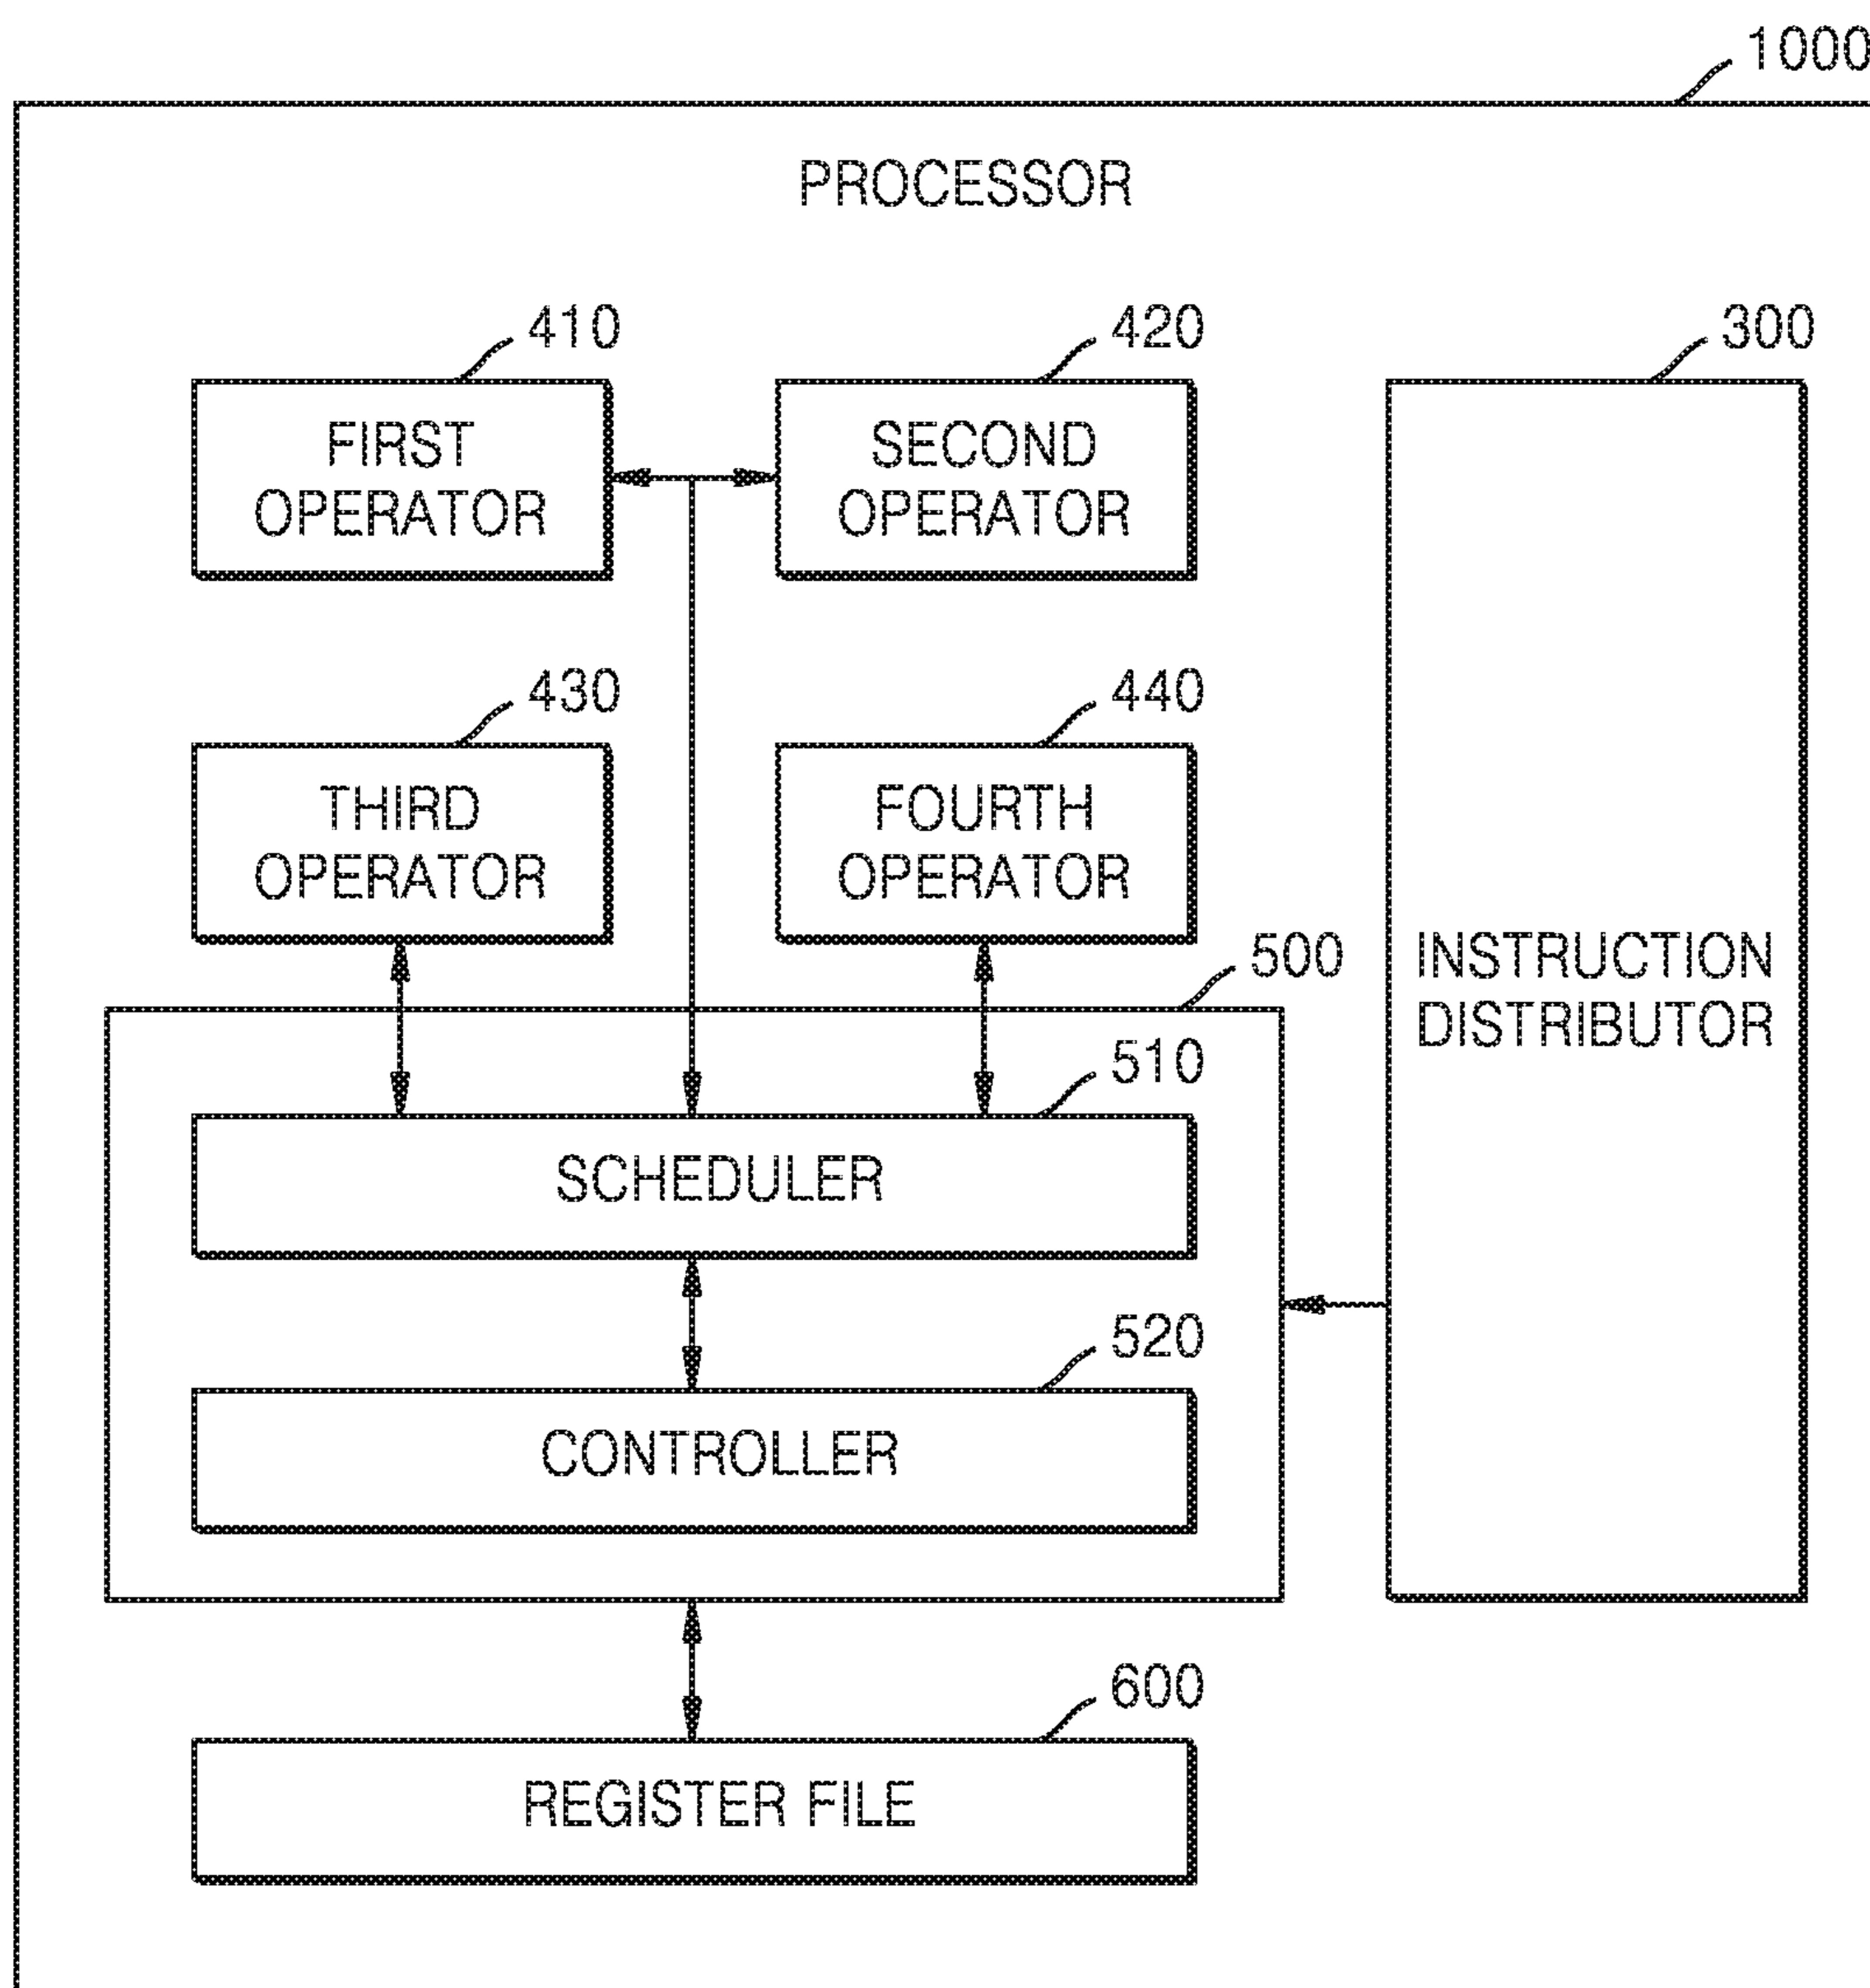 1000
PROCESSOR
410
420
300
FIRST
OPERATOR
SECOND
OPERATOR
430
440
THIRD
OPERATOR
FOURTH
OPERATOR
500
INSTRUCTION
DISTRIBUTOR
510
SCHEDULER
520
CONTROLLER
600
REGISTER FILE